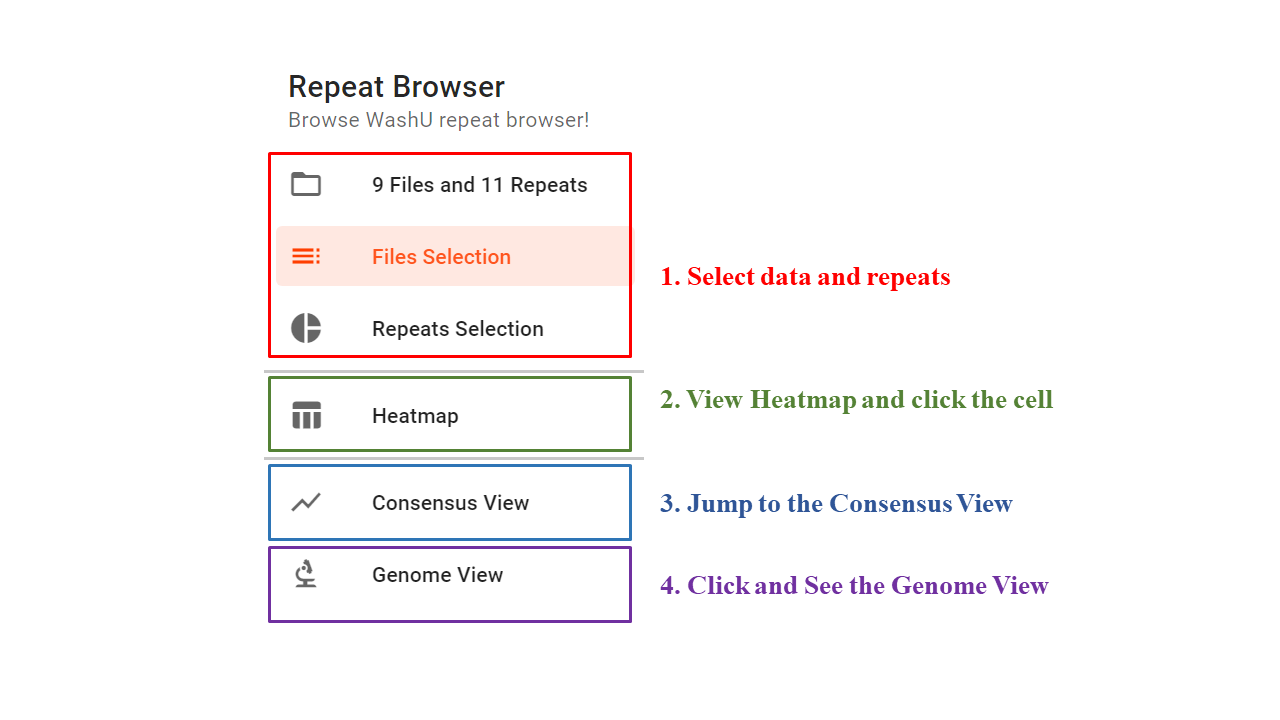 Repeat Browser
Browse WashU repeat browser!
9 Files and 11 Repeats
Files Selection
1. Select data and repeats
Repeats Selection
2. View Heatmap and click the cell
Heatmap
Consensus View
3. Jump to the Consensus View
Genome View
4. Click and See the Genome View